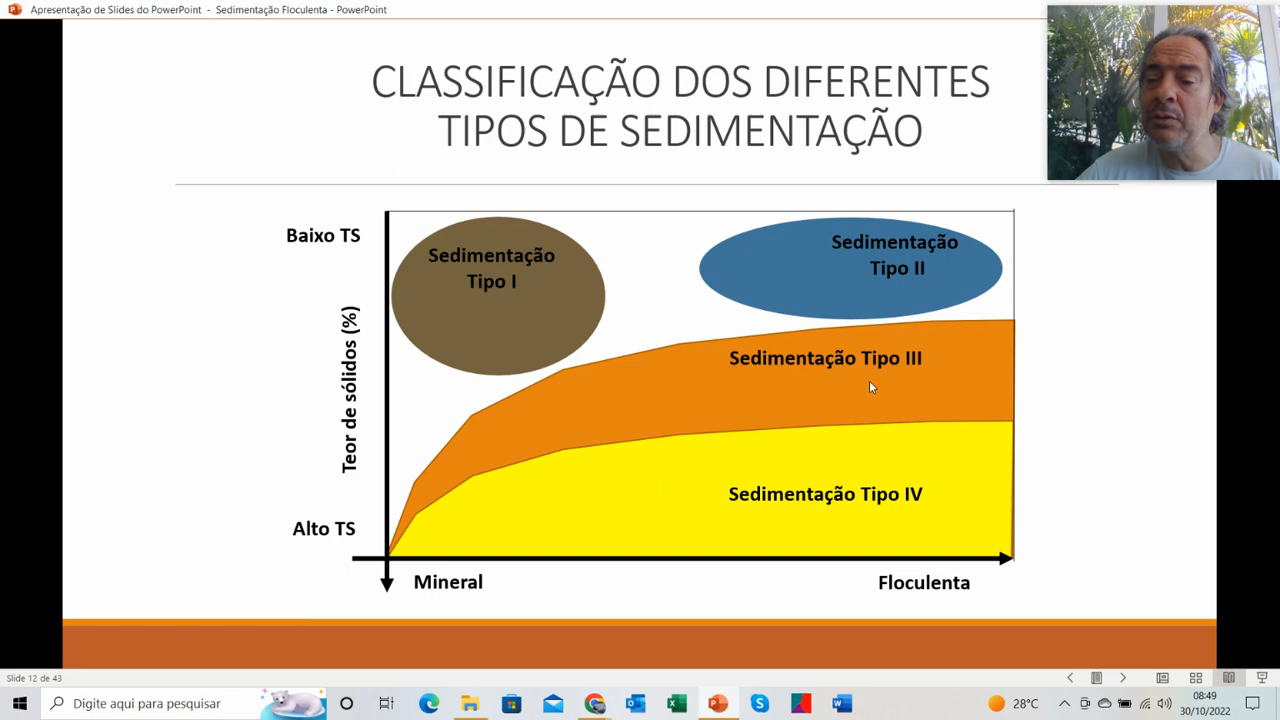 Apresentação de Slides do PowerPoint - Sedimentação Floculenta - PowerPoint
CLASSIFICAÇÃO DOS DIFERENTES
TIPOS DE SEDIMENTAÇÃO
Baixo TS
Teor de sólidos (%)
Alto TS
Sedimentação
Tipo I
Sedimentação
Tipo II
Sedimentação Tipo III
Sedimentação Tipo IV
Mineral
Floculenta
Slide 12 de 43
Digite aqui para pesquisar
28°C
08:49
30/10/2022